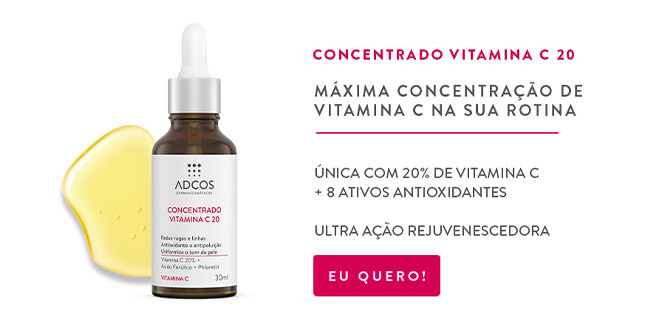 CONCENTRADO VITAMINA C 20
MÁXIMA CONCENTRAÇÃO DE
VITAMINA C NA SUA ROTINA
ÚNICA COM 20% DE VITAMINA C
+ 8 ATIVOS ANTIOXIDANTES
ULTRA AÇÃO REJUVENESCEDORA
EU QUERO!
ADCOS
DERMOCOSMÉTICOS
CONCENTRADO
VITAMINA C 20
Reduz rugas e linhas
Antioxidante e antipoluição
Uniformiza o tom da pele
Vitamina C 20% +
Ácido Ferúlico + Phloretin
VITAMINA C
30ml